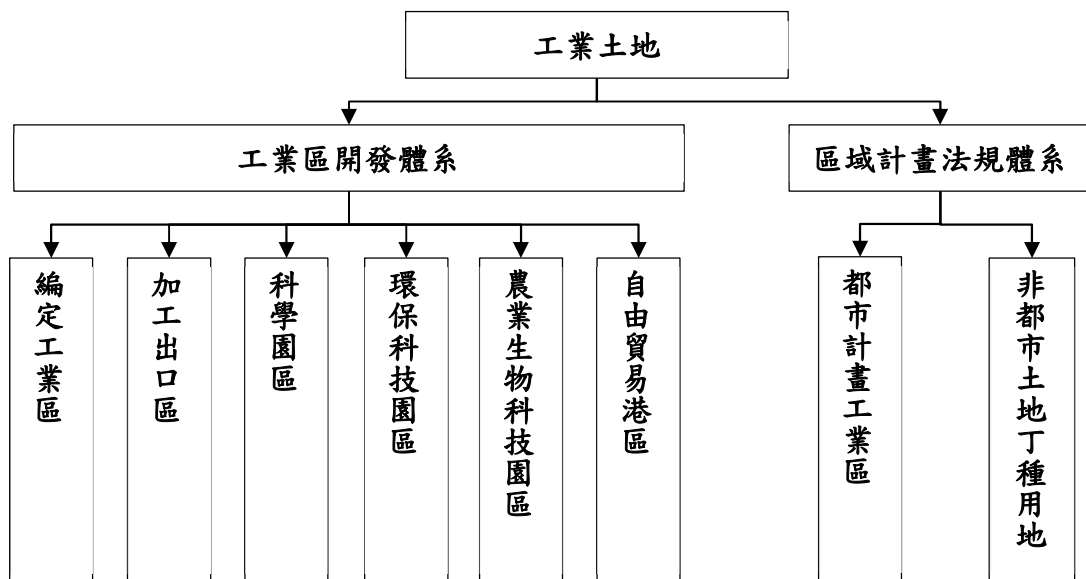 工業土地
工業區開發體系
區域計畫法規體系
編定工業區
加工出口區
科學園區
環保科技園區
農業生物科技園區
自由貿易港區
都市計畫工業區
非都市土地丁種用地